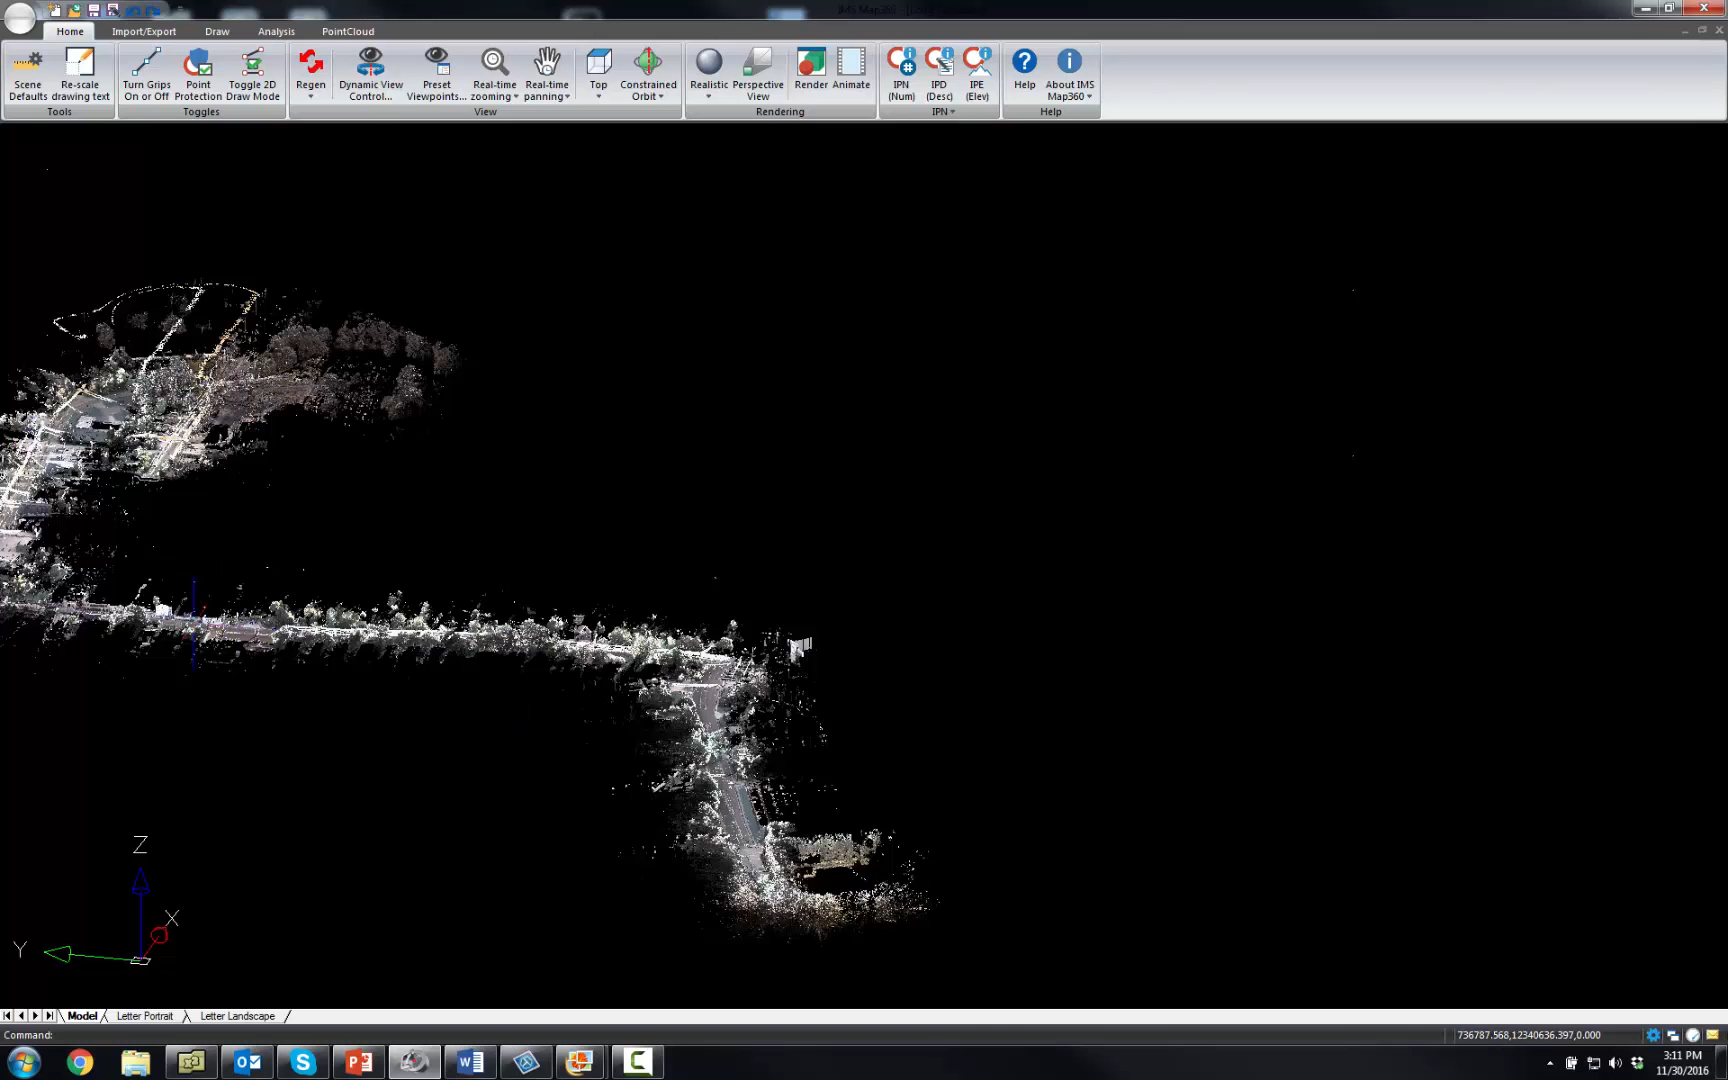 IMS Map360
Home Import/Export Draw Analysis PointCloud
Scene Defaults
Re-scale drawing text
Turn Grips On or Off
Point Protection
Toggle 2D Draw Mode
Regen
Dynamic View Control...
Preset Viewpoints...
Real-time zooming
Real-time panning
Top
Constrained Orbit
Realistic
Perspective View
Render
Animate
IPN (Num)
IPD (Desc)
IPE (Elev)
Help
About IMS Map360
Tools Toggles View Rendering IPN Help
Z
X
Y
Model Letter Portrait Letter Landscape
Command:
736787.568,12340636.397,0.000
3:11 PM
11/30/2016